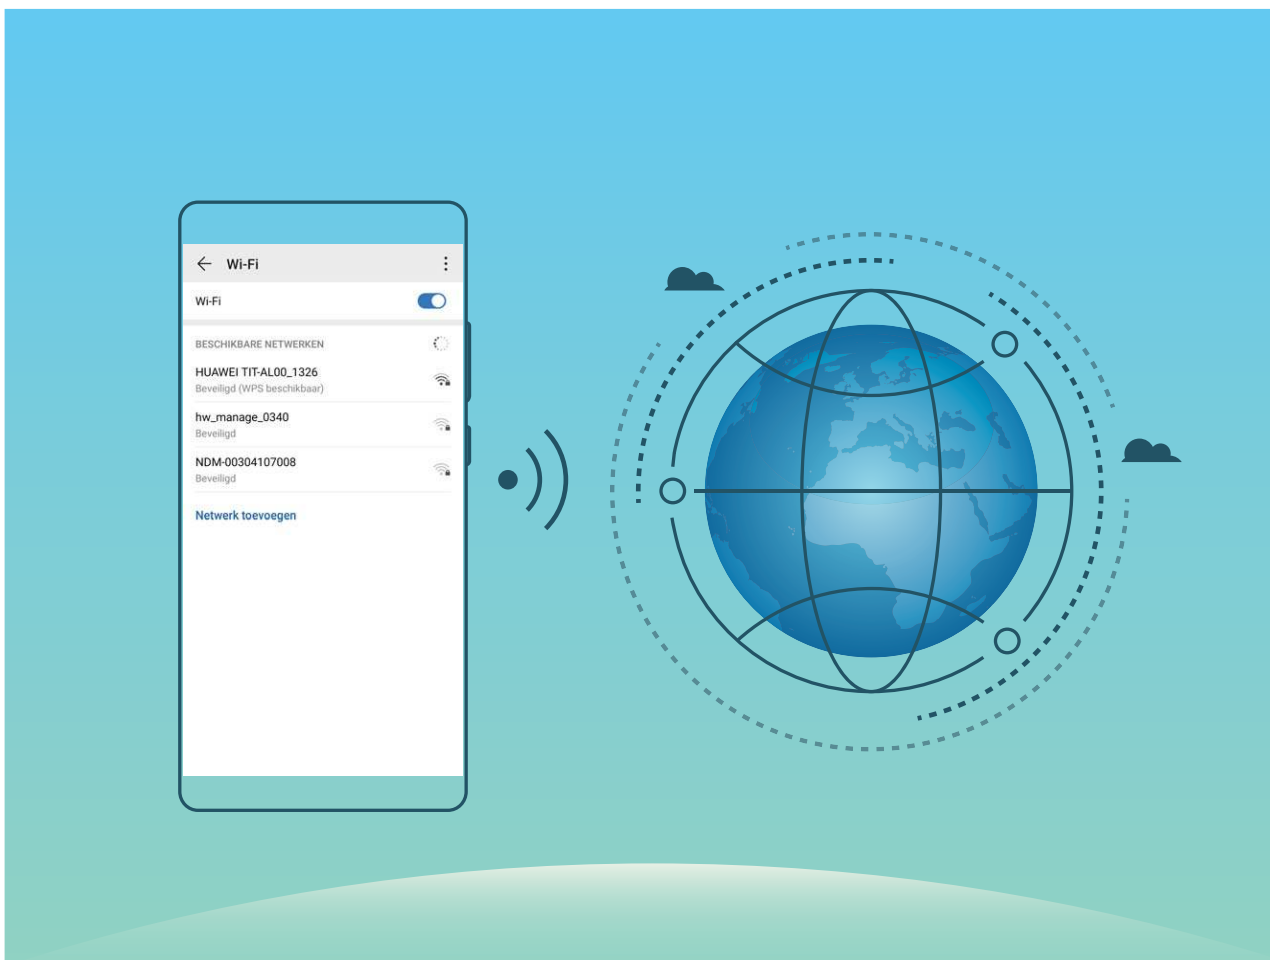 Wi-Fi
Wi-Fi
BESCHIKBARE NETWERKEN
HUAWEI TIT-AL00_1326
Beveiligd (WPS beschikbaar)
hw_manage_0340
Beveiligd
NDM-00304107008
Beveiligd
Netwerk toevoegen